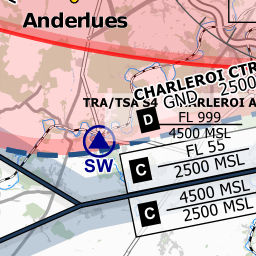 Anderlues
CHARLEROI CTR
GND 2500
TRA/TSA S4 CHARLEROI A
D
FL 999
4500 MSL
SW
C
FL 55
2500 MSL
C
4500 MSL
2500 MSL